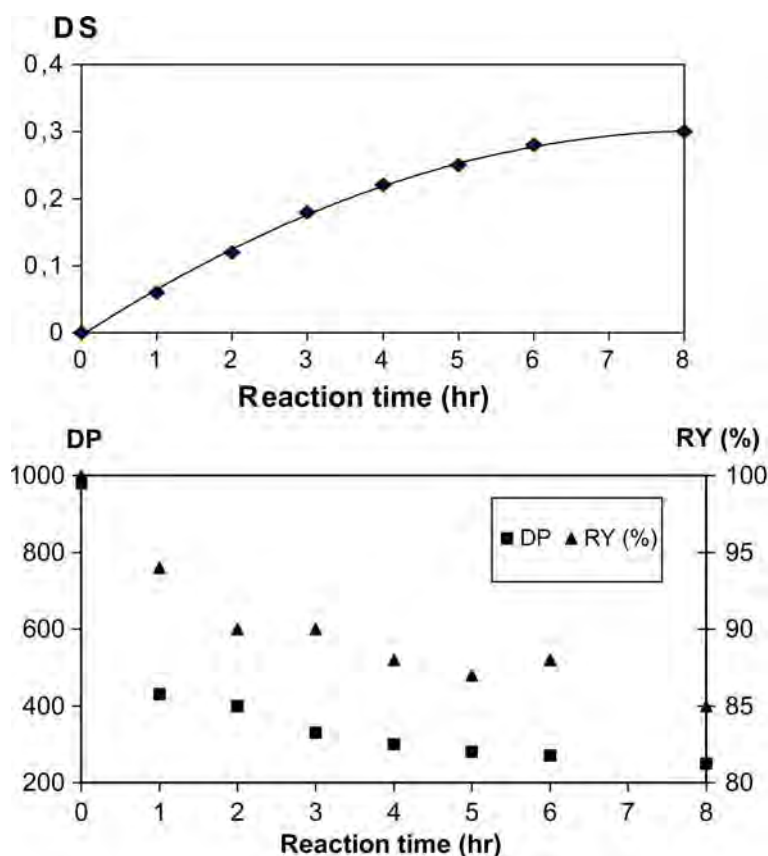 DS
0,4
0,3
0,2
0,1
0
0 1 2 3 4 5 6 7 8
Reaction time (hr)
DP RY (%)
1000 100
800 95
600 90
400 85
200 80
DP RY (%)
0 1 2 3 4 5 6 7 8
Reaction time (hr)